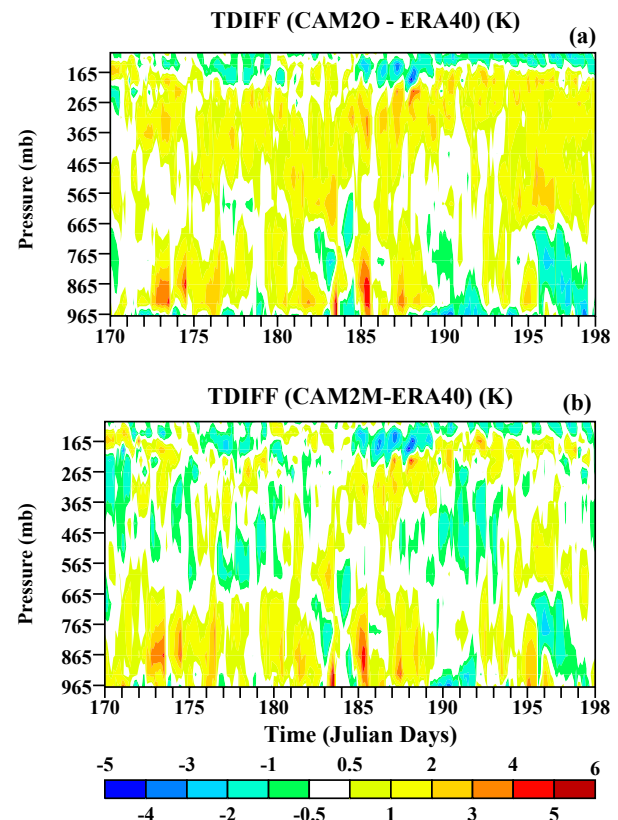 TDIFF (CAM2O - ERA40) (K)
(a)
165
265
365
465
565
665
765
865
965
Pressure (mb)
170 175 180 185 190 195 198
TDIFF (CAM2M-ERA40) (K)
(b)
165
265
365
465
565
665
765
865
965
Pressure (mb)
170 175 180 185 190 195 198
Time (Julian Days)
-5 -3 -1 0.5 2 4 6
-4 -2 -0.5 1 3 5